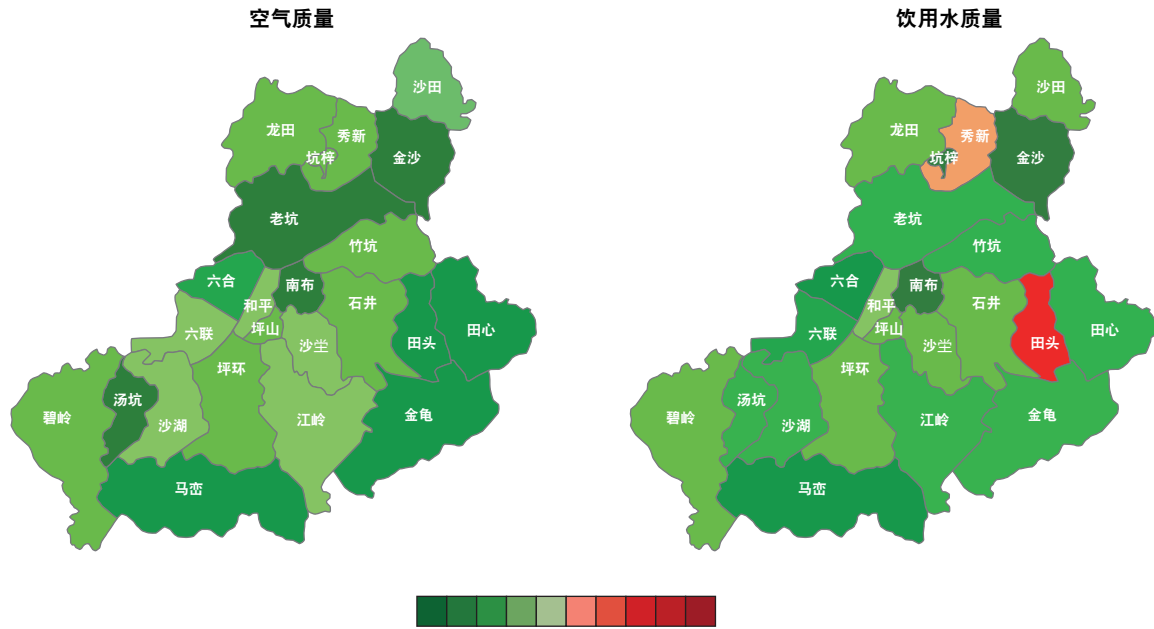 空气质量
饮用水质量
沙田
龙田
秀新
坑梓
金沙
老坑
竹坑
六合
南布
和平
石井
六联
坪山
沙坣
田头
田心
坪环
汤坑
碧岭
沙湖
江岭
金龟
马峦
沙田
龙田
秀新
坑梓
金沙
老坑
竹坑
六合
南布
和平
石井
六联
坪山
沙坣
田头
田心
坪环
汤坑
碧岭
沙湖
江岭
金龟
马峦